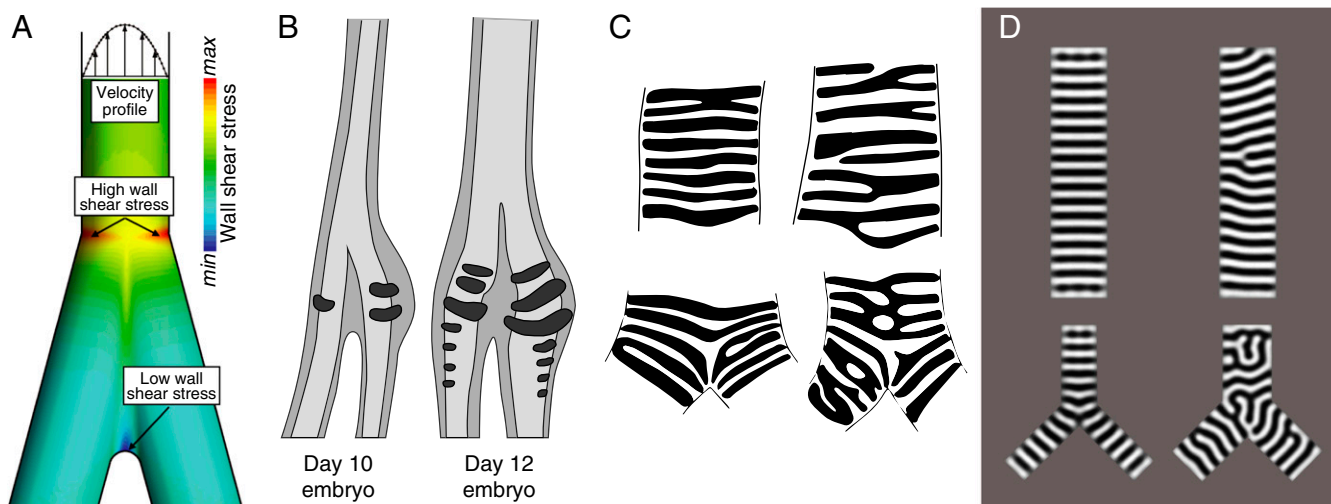 A
Velocity
profile
High wall
shear stress
Low wall
shear stress
max
Wall shear stress
min
B
Day 10
embryo
Day 12
embryo
C
D